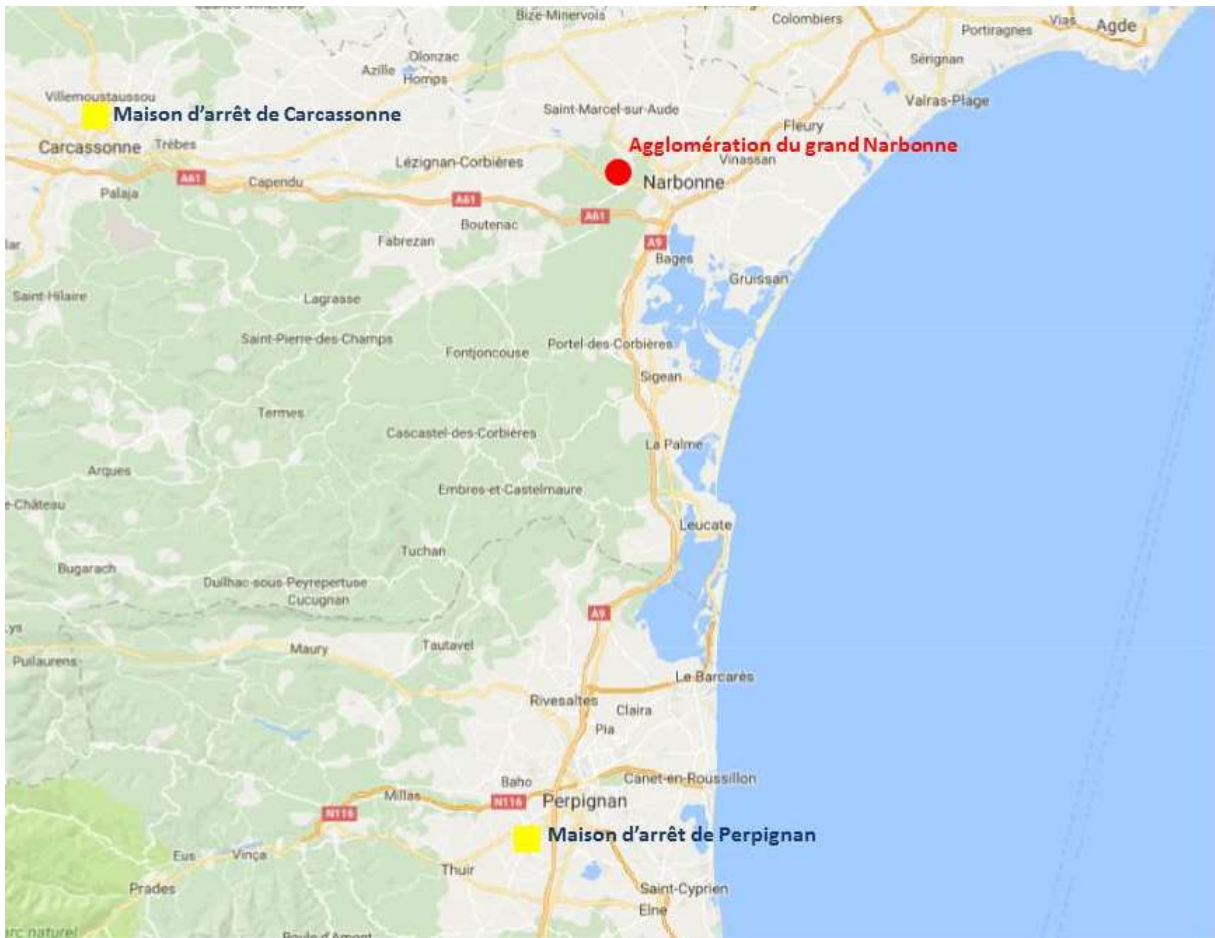 Bize-Minervois
Colombiers
Portiragnes
Vias
Agde
Olonzac
Azille
Homps
Sérignan
Villemoustaussou
Maison d'arrêt de Carcassonne
Saint-Marcel-sur-Aude
Valras-Plage
Fleury
Carcassonne
Trèbes
Agglomération du grand Narbonne
Lézignan-Corbières
Vinassan
A61
Capendu
Narbonne
Palaja
A61
Boutenac
A61
Fabrezan
A9
Bages
Gruissan
Saint-Hilaire
Lagrasse
Saint-Pierre-des-Champs
Fontjoncouse
Portel-des-Corbières
Sigean
Termes
Cascastel-des-Corbières
La Palme
Arques
Embres-et-Castelmaure
e-Château
Leucate
Tuchan
Bugarach
Duilhac-sous-Peyrepertuse
Cucugnan
A9
Maury
Tautavel
Puilaurens
Le Barcarès
Rivesaltes
Claira
Pia
Baho
Canet-en-Roussillon
Millas
N116
Perpignan
N116
Maison d'arrêt de Perpignan
Eus
Vinça
Thuir
Prades
Saint-Cyprien
Elne
arc naturel